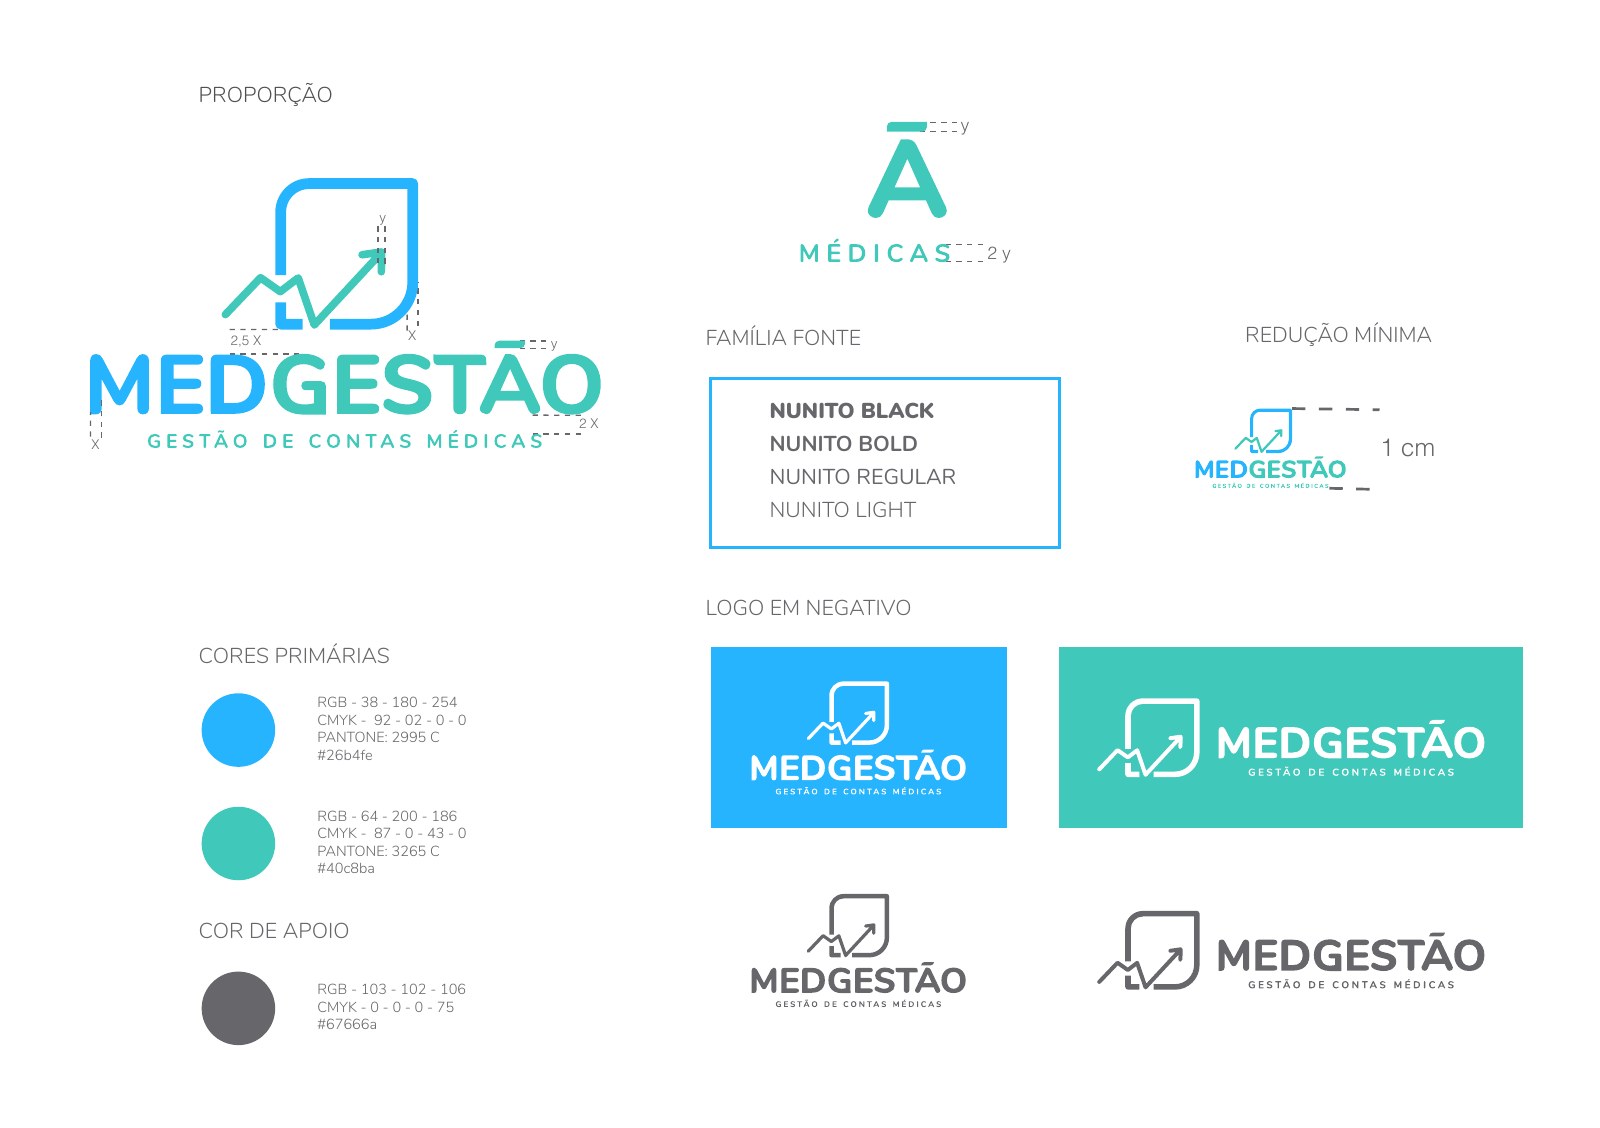 PROPORÇÃO
y
2,5 X
X
y
MEDGESTÃO
X
2 X
GESTÃO DE CONTAS MÉDICAS
Ã
y
MÉDICAS
2 y
FAMÍLIA FONTE
NUNITO BLACK
NUNITO BOLD
NUNITO REGULAR
NUNITO LIGHT
REDUÇÃO MÍNIMA
MEDGESTÃO
GESTÃO DE CONTAS MÉDICAS
1 cm
CORES PRIMÁRIAS
RGB - 38 - 180 - 254
CMYK - 92 - 02 - 0 - 0
PANTONE: 2995 C
#26b4fe
RGB - 64 - 200 - 186
CMYK - 87 - 0 - 43 - 0
PANTONE: 3265 C
#40c8ba
COR DE APOIO
RGB - 103 - 102 - 106
CMYK - 0 - 0 - 0 - 75
#67666a
LOGO EM NEGATIVO
MEDGESTÃO
GESTÃO DE CONTAS MÉDICAS
MEDGESTÃO
GESTÃO DE CONTAS MÉDICAS
MEDGESTÃO
GESTÃO DE CONTAS MÉDICAS
MEDGESTÃO
GESTÃO DE CONTAS MÉDICAS